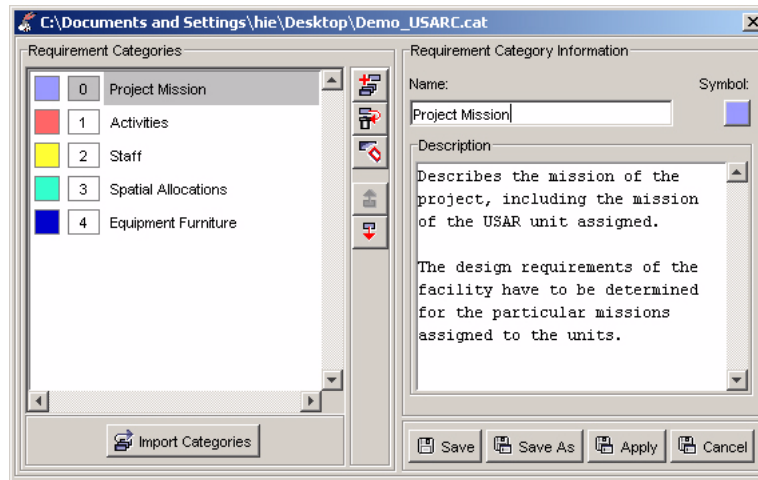 C:\Documents and Settings\hie\Desktop\Demo_USARC.cat
Requirement Categories
0 Project Mission
1 Activities
2 Staff
3 Spatial Allocations
4 Equipment Furniture
Import Categories
Requirement Category Information
Name: Symbol:
Project Mission
Description
Describes the mission of the
project, including the mission
of the USAR unit assigned.
The design requirements of the
facility have to be determined
for the particular missions
assigned to the units.
Save Save As Apply Cancel